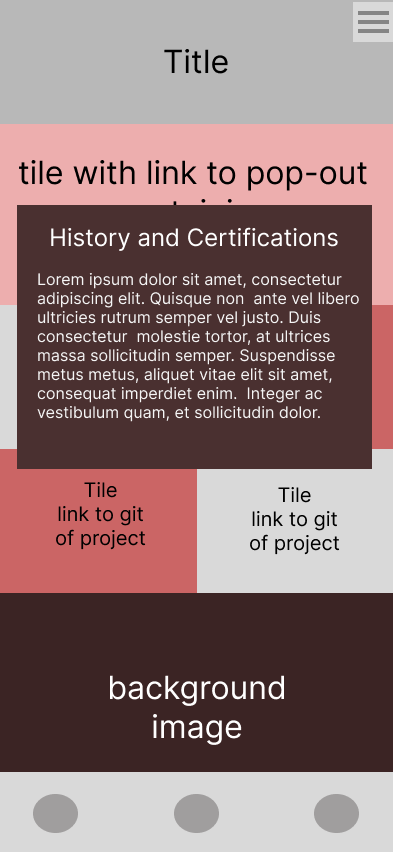 Title
tile with link to pop-out
History and Certifications
Lorem ipsum dolor sit amet, consectetur
adipiscing elit. Quisque non  ante vel libero
ultricies rutrum semper vel justo. Duis
consectetur  molestie tortor, at ultrices
massa sollicitudin semper. Suspendisse
metus metus, aliquet vitae elit sit amet,
consequat imperdiet enim.  Integer ac
vestibulum quam, et sollicitudin dolor.
Tile
link to git
of project
Tile
link to git
of project
background
image